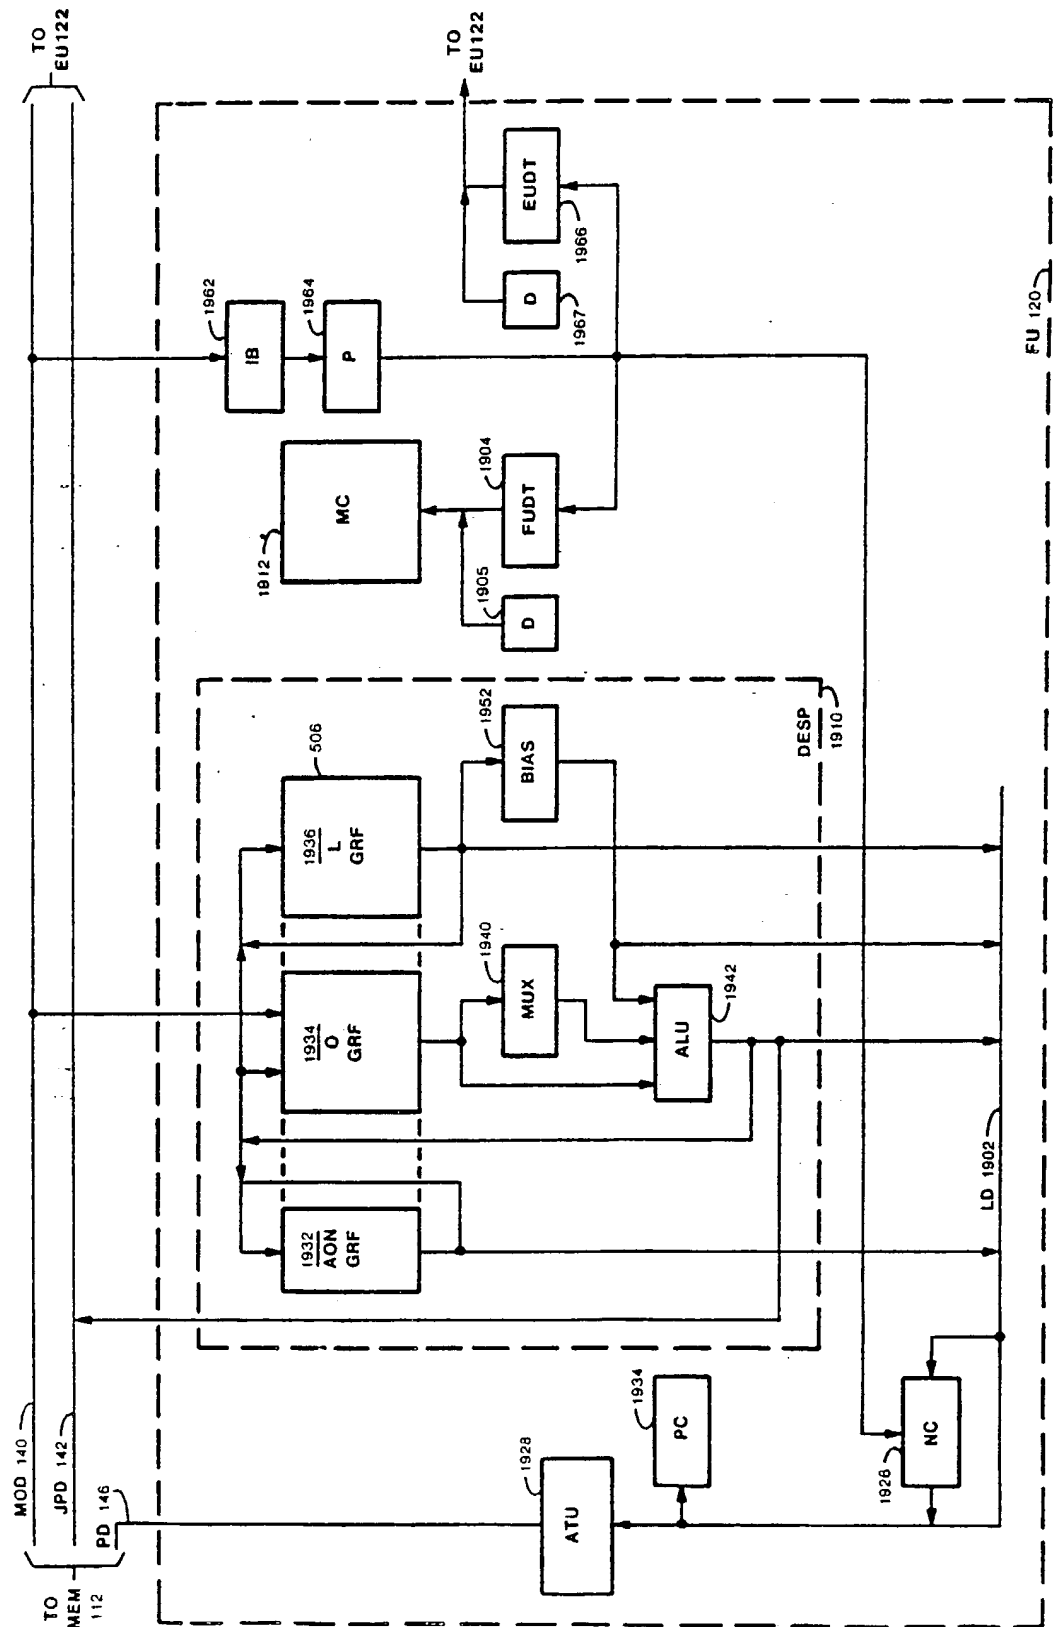 TO
EU122
MOD 140
JPD 142
PD 146
TO
MEM
112
TO
EU122
1962
IB
1964
P
EUDT
1966
D
1967
MC
1912
1904
FUDT
1905
D
506
1936
L
GRF
1934
O
GRF
1932
AON
GRF
1952
BIAS
1940
MUX
1942
ALU
DESP
1910
1934
PC
1928
ATU
NC
1926
LD 1902
FU 120